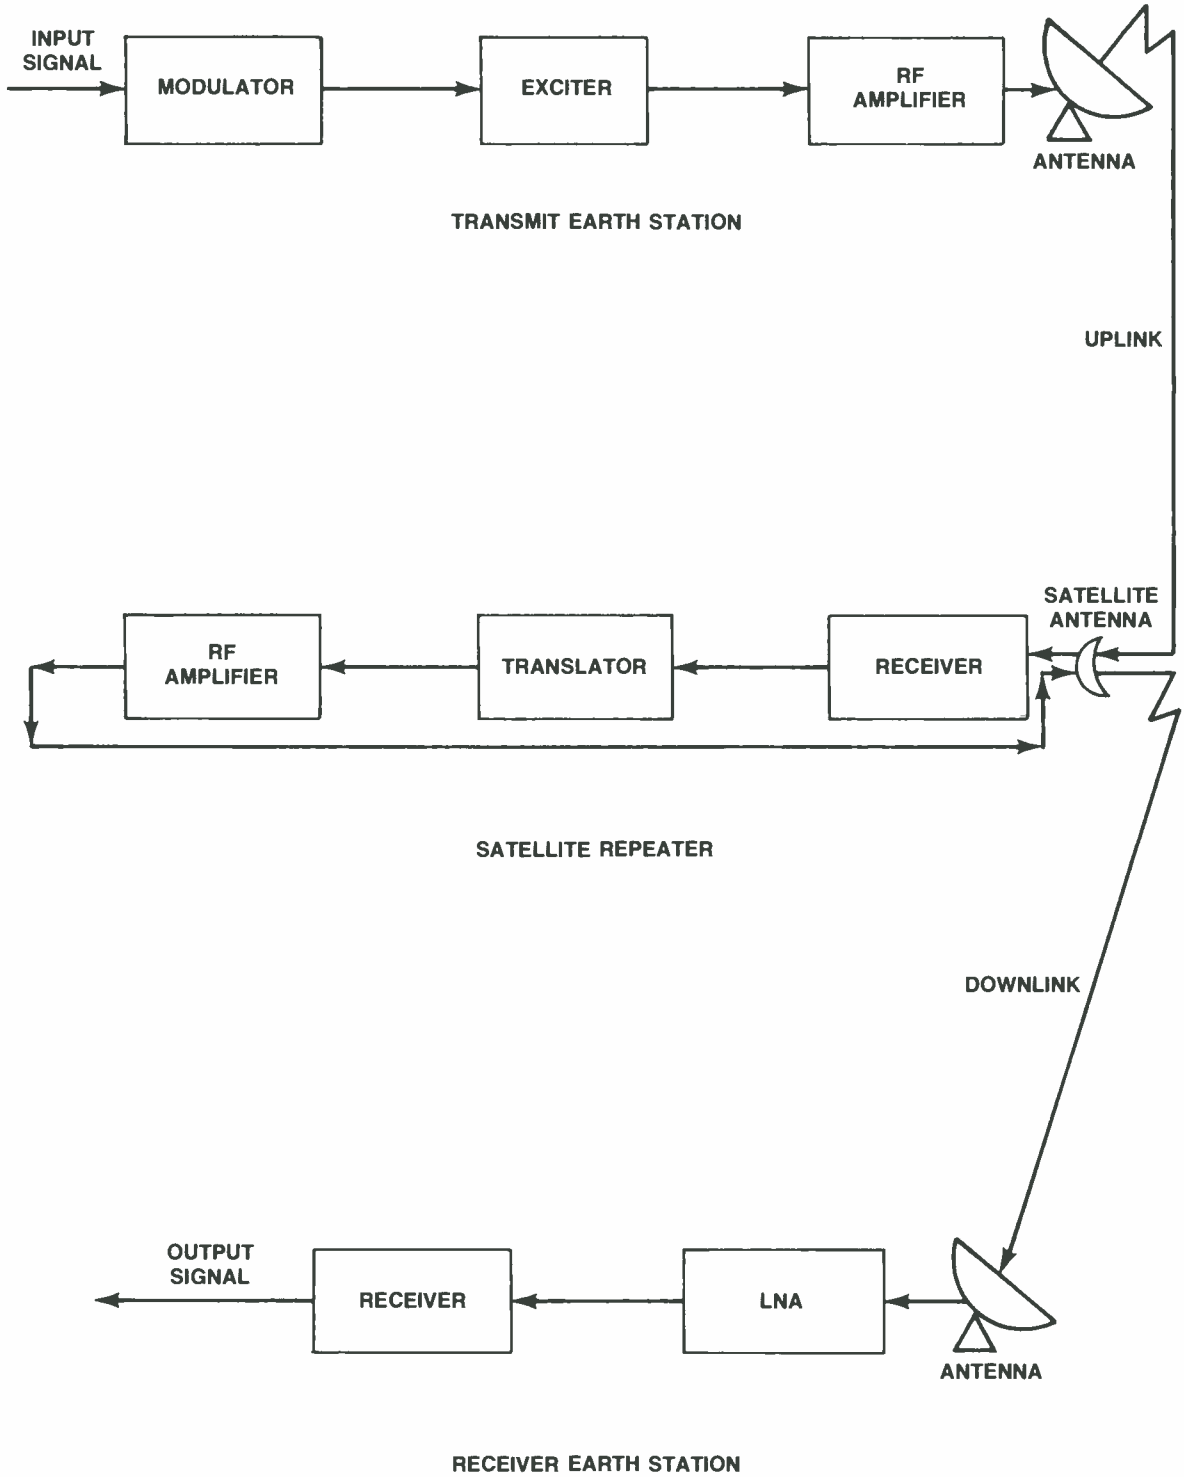 INPUT
SIGNAL
MODULATOR
EXCITER
RF
AMPLIFIER
ANTENNA
TRANSMIT EARTH STATION
UPLINK
SATELLITE
ANTENNA
RF
AMPLIFIER
TRANSLATOR
RECEIVER
SATELLITE REPEATER
DOWNLINK
OUTPUT
SIGNAL
RECEIVER
LNA
ANTENNA
RECEIVER EARTH STATION